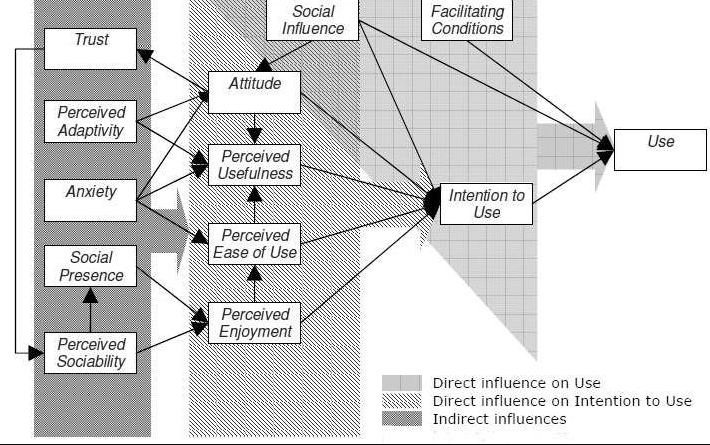 Social
Influence
Facilitating
Conditions
Trust
Attitude
Perceived
Adaptivity
Use
Perceived
Usefulness
Anxiety
Intention to
Use
Perceived
Ease of Use
Social
Presence
Perceived
Enjoyment
Perceived
Sociability
Direct influence on Use
Direct influence on Intention to Use
Indirect influences